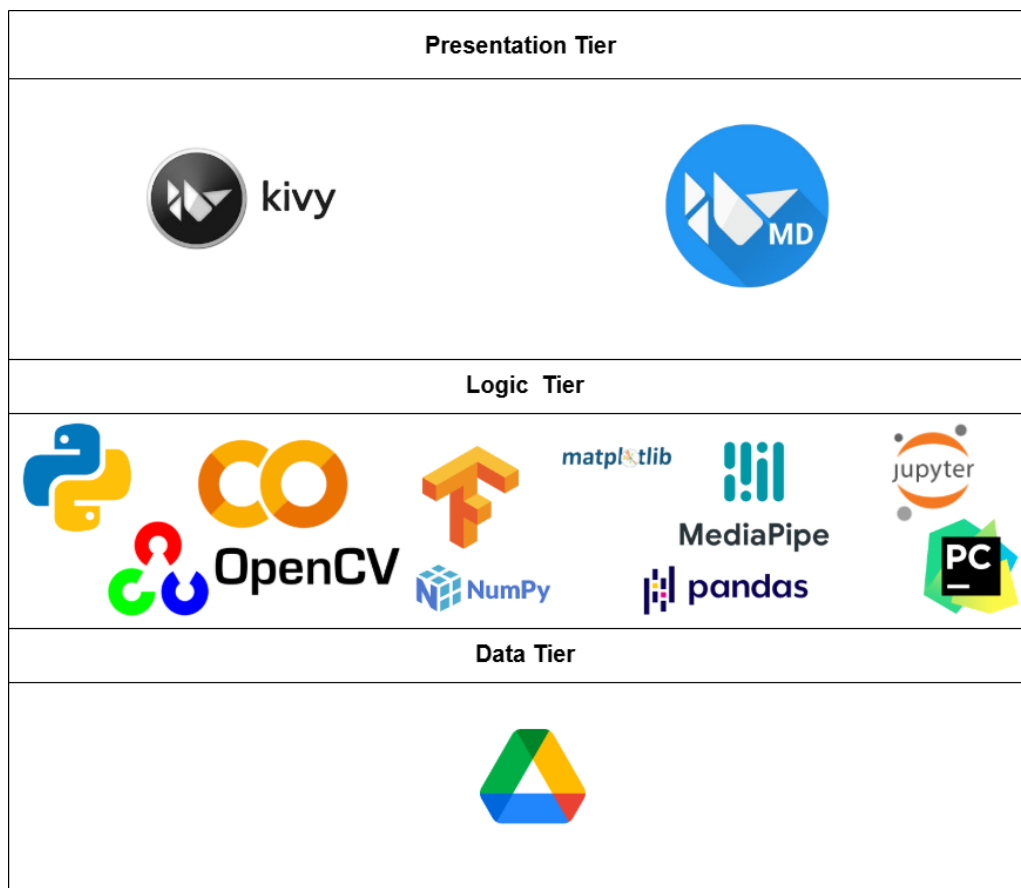 Presentation Tier
kivy
MD
Logic Tier
matplotlib
jupyter
MediaPipe
OpenCV
PC
NumPy
pandas
Data Tier